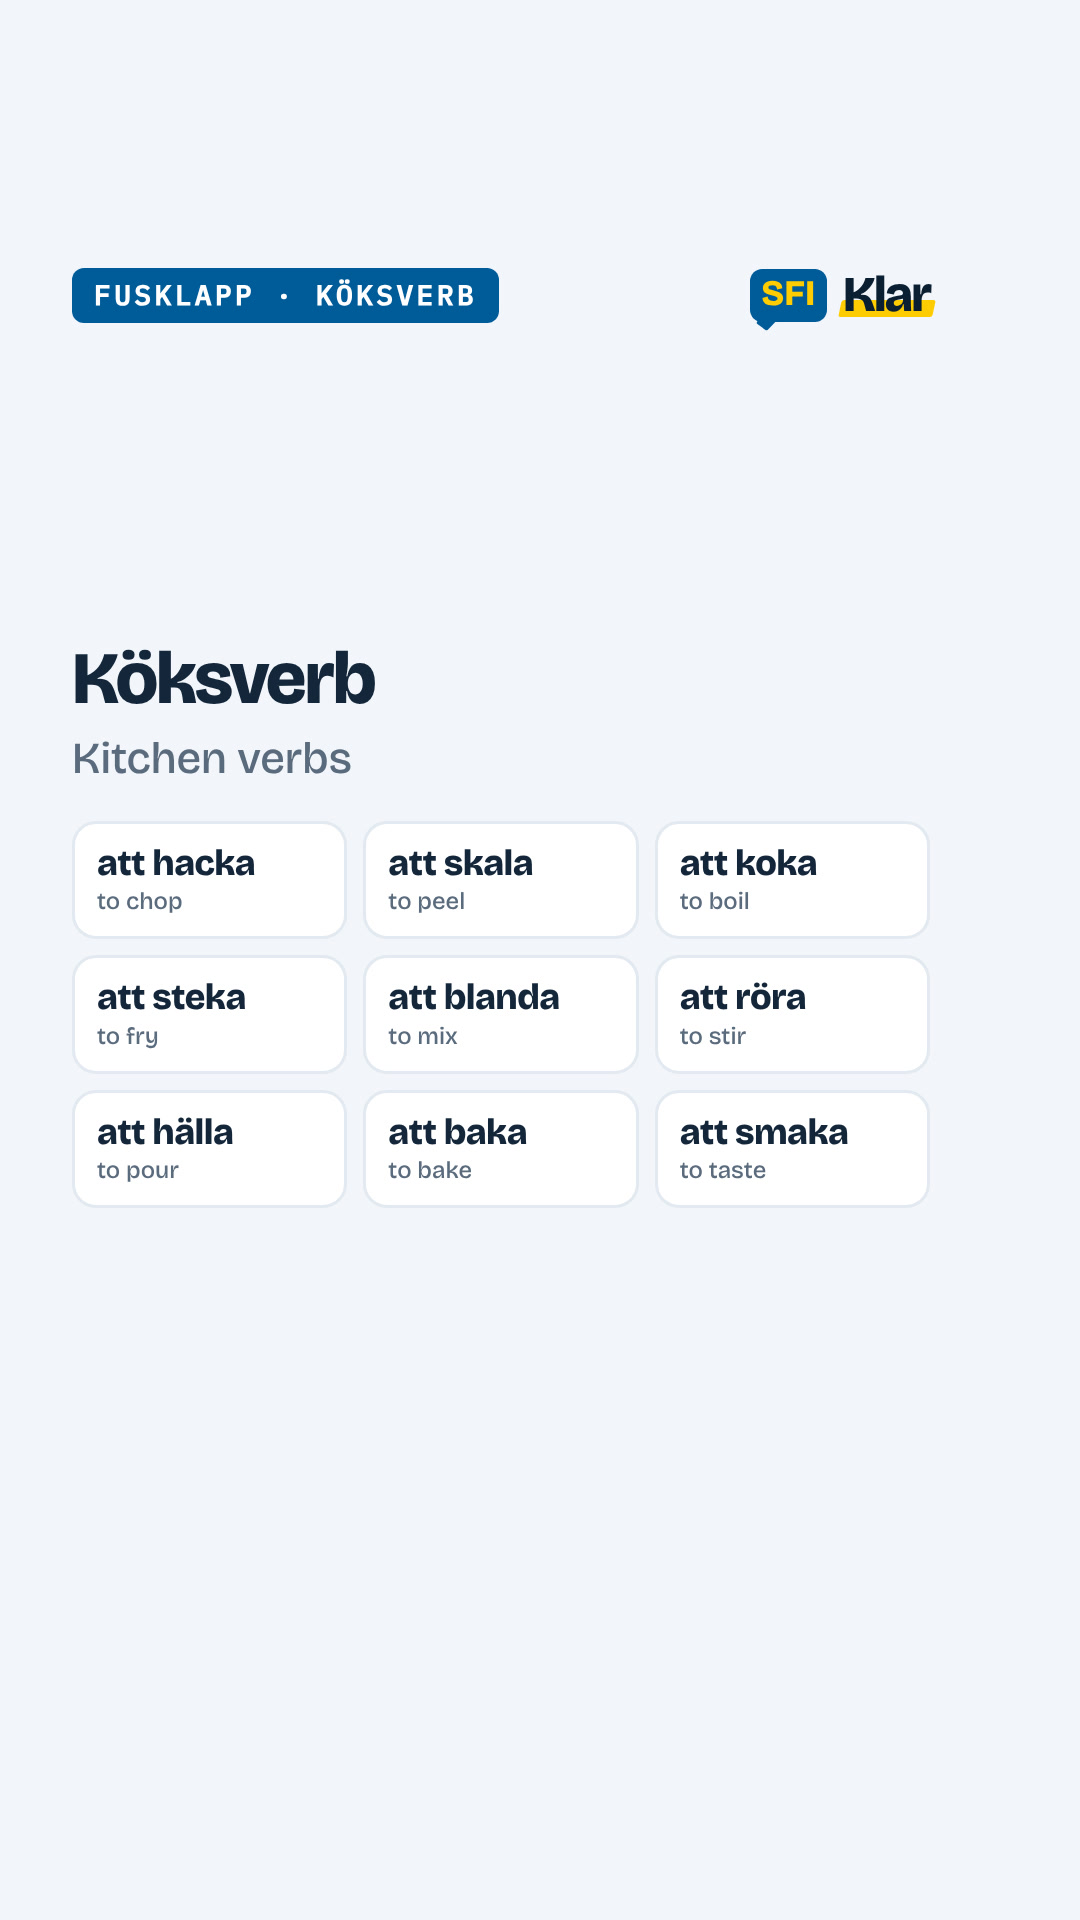 FUSKLAPP · KÖKSVERB
SFI Klar
Köksverb
Kitchen verbs
att hacka
to chop
att skala
to peel
att koka
to boil
att steka
to fry
att blanda
to mix
att röra
to stir
att hälla
to pour
att baka
to bake
att smaka
to taste